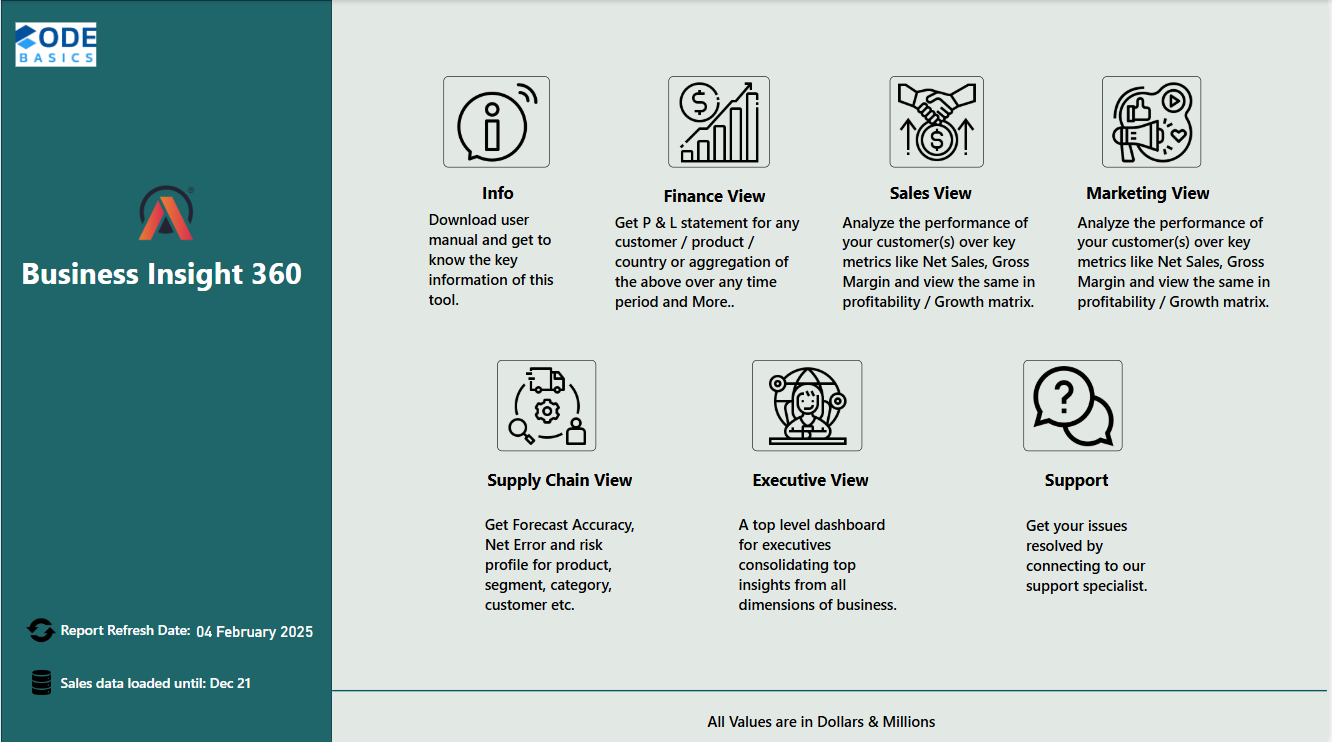 CODE
BASICS
Business Insight 360
Report Refresh Date: 04 February 2025
Sales data loaded until: Dec 21
Info
Download user
manual and get to
know the key
information of this
tool.
Finance View
Get P & L statement for any
customer / product /
country or aggregation of
the above over any time
period and More..
Sales View
Analyze the performance of
your customer(s) over key
metrics like Net Sales, Gross
Margin and view the same in
profitability / Growth matrix.
Marketing View
Analyze the performance of
your customer(s) over key
metrics like Net Sales, Gross
Margin and view the same in
profitability / Growth matrix.
Supply Chain View
Get Forecast Accuracy,
Net Error and risk
profile for product,
segment, category,
customer etc.
Executive View
A top level dashboard
for executives
consolidating top
insights from all
dimensions of business.
Support
Get your issues
resolved by
connecting to our
support specialist.
All Values are in Dollars & Millions